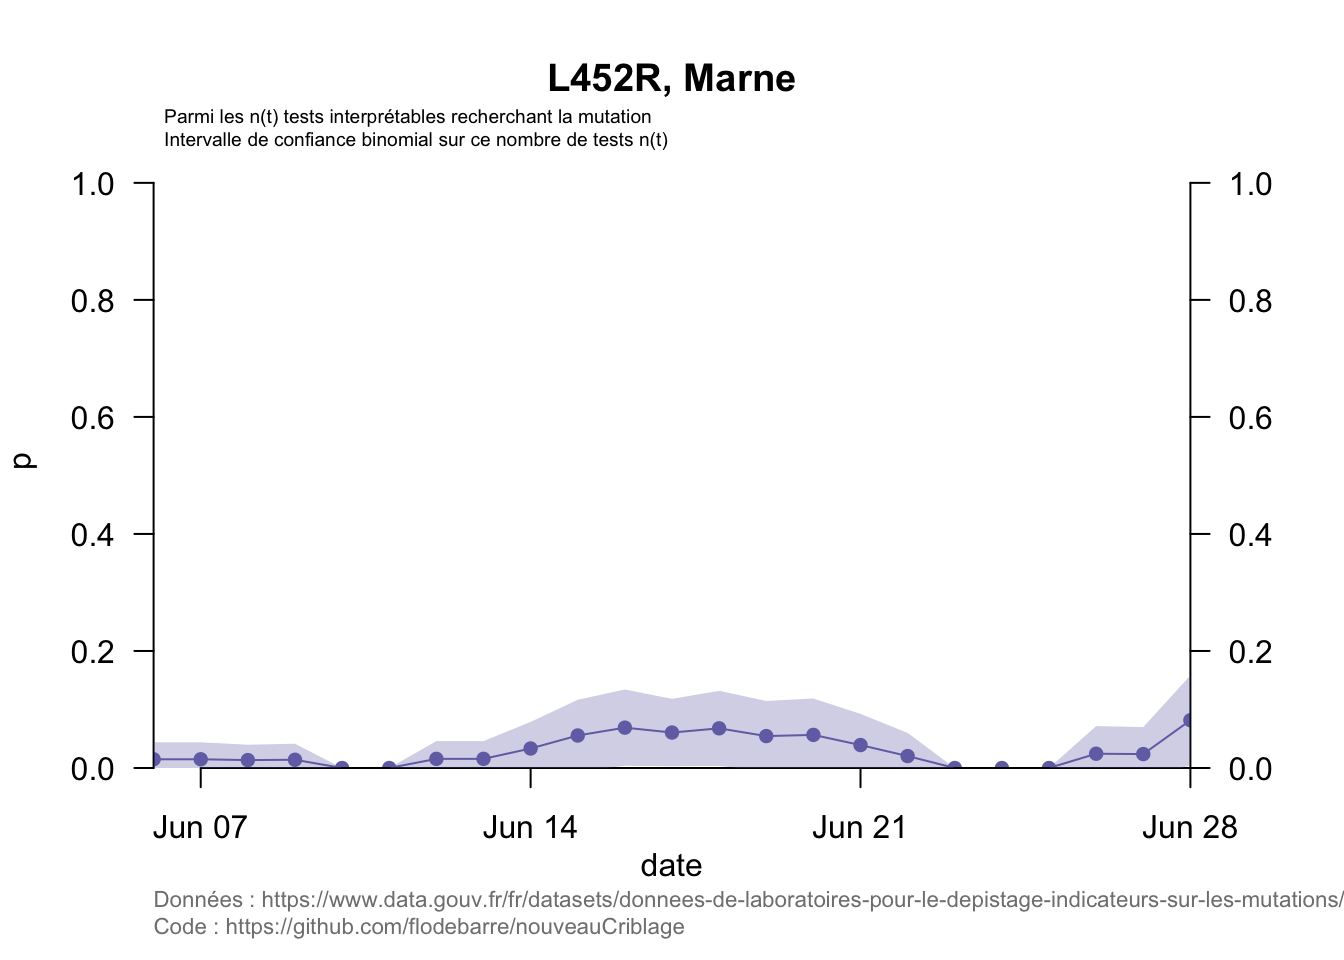 L452R, Marne
Parmi les n(t) tests interprétables recherchant la mutation
Intervalle de confiance binomial sur ce nombre de tests n(t)
1.0 1.0
0.8 0.8
0.6 0.6
p
0.4 0.4
0.2 0.2
0.0 0.0
Jun 07 Jun 14 Jun 21 Jun 28
date
Données : https://www.data.gouv.fr/fr/datasets/donnees-de-laboratoires-pour-le-depistage-indicateurs-sur-les-mutations/
Code : https://github.com/flodebarre/nouveauCriblage